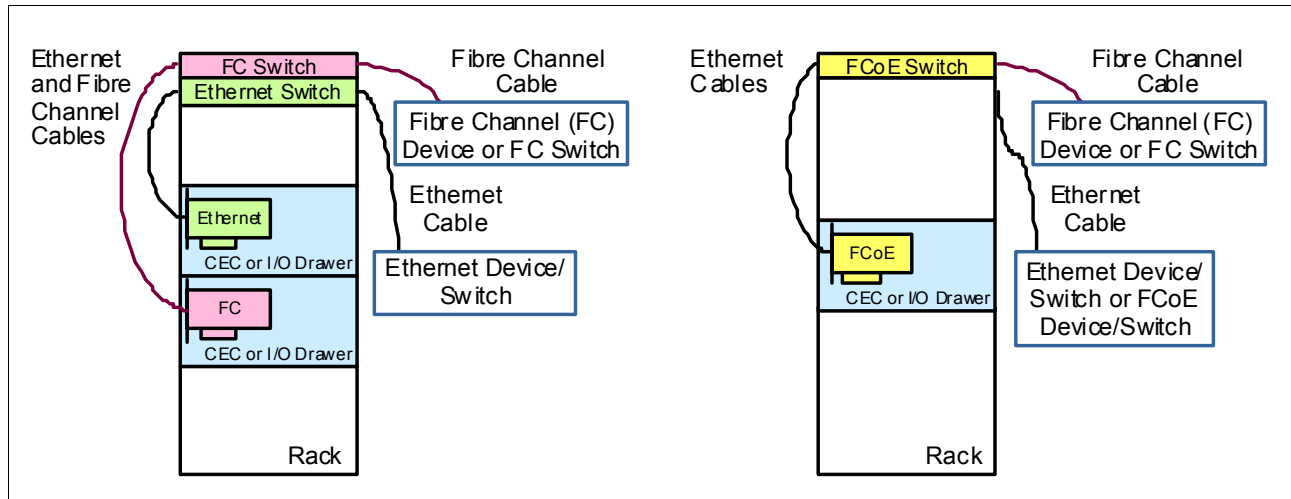 Ethernet
and Fibre
Channel
Cables
FC Switch
Ethernet Switch
Fibre Channel
Cable
Fibre Channel (FC)
Device or FC Switch
Ethernet
Cable
Ethernet Device/
Switch
Ethernet
CEC or I/O Drawer
FC
CEC or I/O Drawer
Rack
Ethernet
Cables
FCoE Switch
Fibre Channel
Cable
Fibre Channel (FC)
Device or FC Switch
Ethernet
Cable
Ethernet Device/
Switch or FCoE
Device/Switch
FCoE
CEC or I/O Drawer
Rack